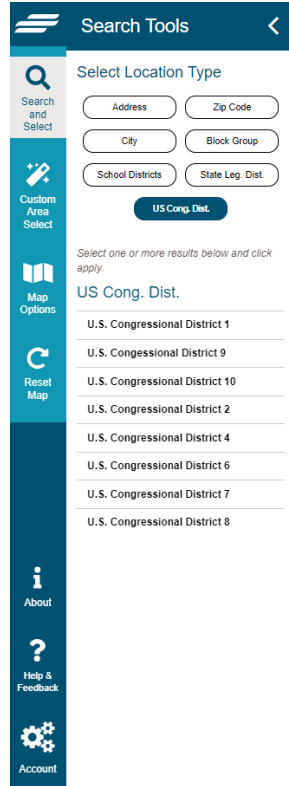 Search Tools
Search
and
Select
Custom
Area
Select
Map
Options
Reset
Map
About
Help &
Feedback
Account
Select Location Type
Address
Zip Code
City
Block Group
School Districts
State Leg. Dist.
US Cong. Dist.
Select one or more results below and click
apply.
US Cong. Dist.
U.S. Congressional District 1
U.S. Congessional District 9
U.S. Congressional District 10
U.S. Congressional District 2
U.S. Congressional District 4
U.S. Congressional District 6
U.S. Congressional District 7
U.S. Congressional District 8